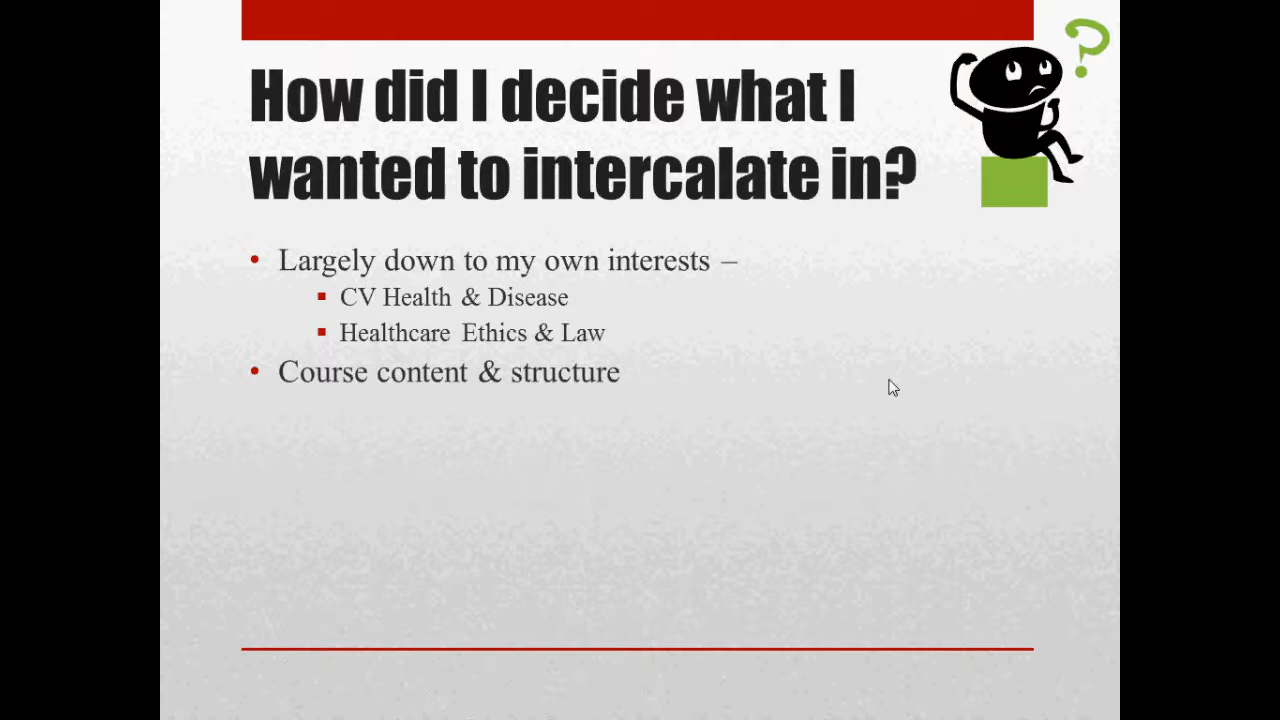 How did I decide what I
wanted to intercalate in?
• Largely down to my own interests –
▪ CV Health & Disease
▪ Healthcare Ethics & Law
• Course content & structure
?